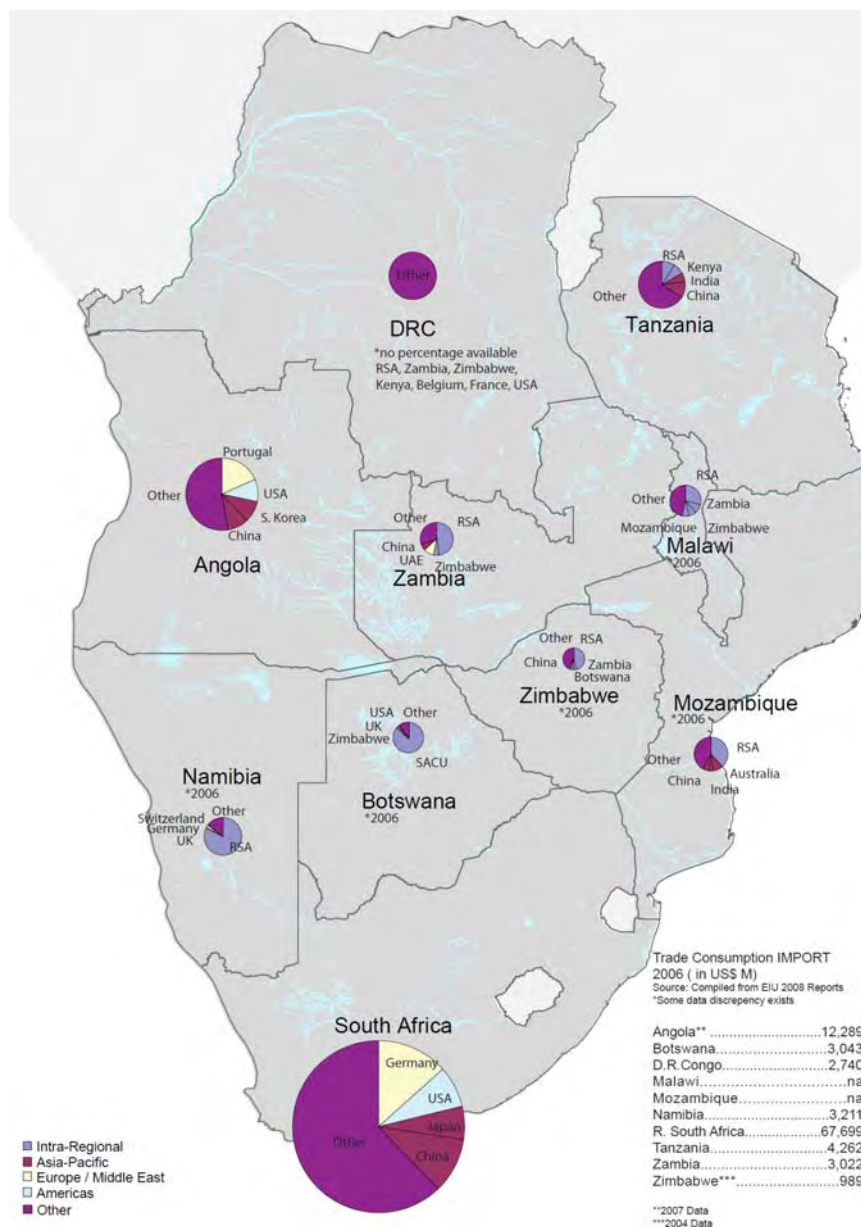 Other
DRC
*no percentage available
RSA, Zambia, Zimbabwe,
Kenya, Belgium, France, USA
RSA
Kenya
India
China
Other
Tanzania
Portugal
USA
S. Korea
China
Other
Angola
Other
RSA
China
UAE
Zimbabwe
Zambia
RSA
Other
Zambia
Mozambique
Zimbabwe
Malawi
*2006
Other
RSA
China
Zambia
Botswana
Zimbabwe
*2006
Mozambique
*2006
RSA
Other
Australia
China
India
USA
Other
UK
Zimbabwe
SACU
Botswana
*2006
Namibia
*2006
Switzerland
Other
Germany
UK
RSA
South Africa
Germany
USA
Japan
China
Other
Intra-Regional
Asia-Pacific
Europe / Middle East
Americas
Other
Trade Consumption IMPORT
2006 ( in US$ M)
Source: Compiled from EIU 2008 Reports
*Some data discrepency exists
Angola** ......................12,289
Botswana........................3,043
D.R.Congo.......................2,740
Malawi..............................na
Mozambique......................na
Namibia...........................3,211
R. South Africa..............67,699
Tanzania.........................4,262
Zambia............................3,022
Zimbabwe*** ....................989
**2007 Data
***2004 Data